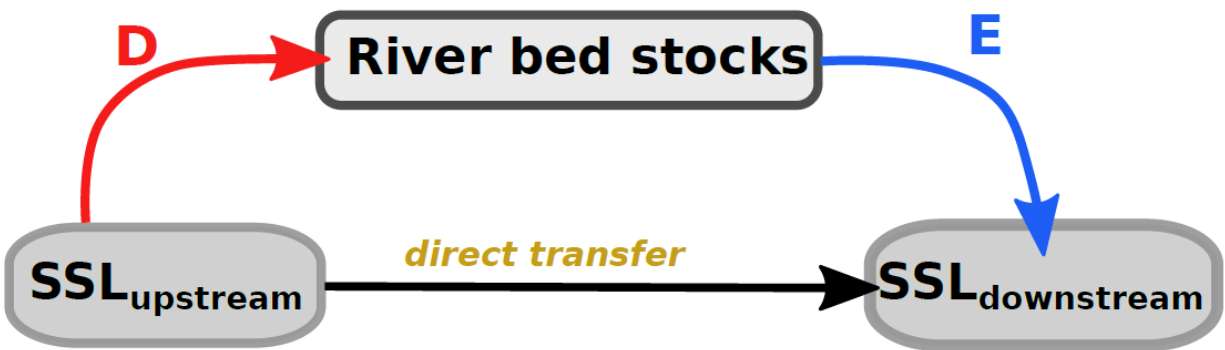 D
River bed stocks
E
direct transfer
SSLupstream
SSLdownstream